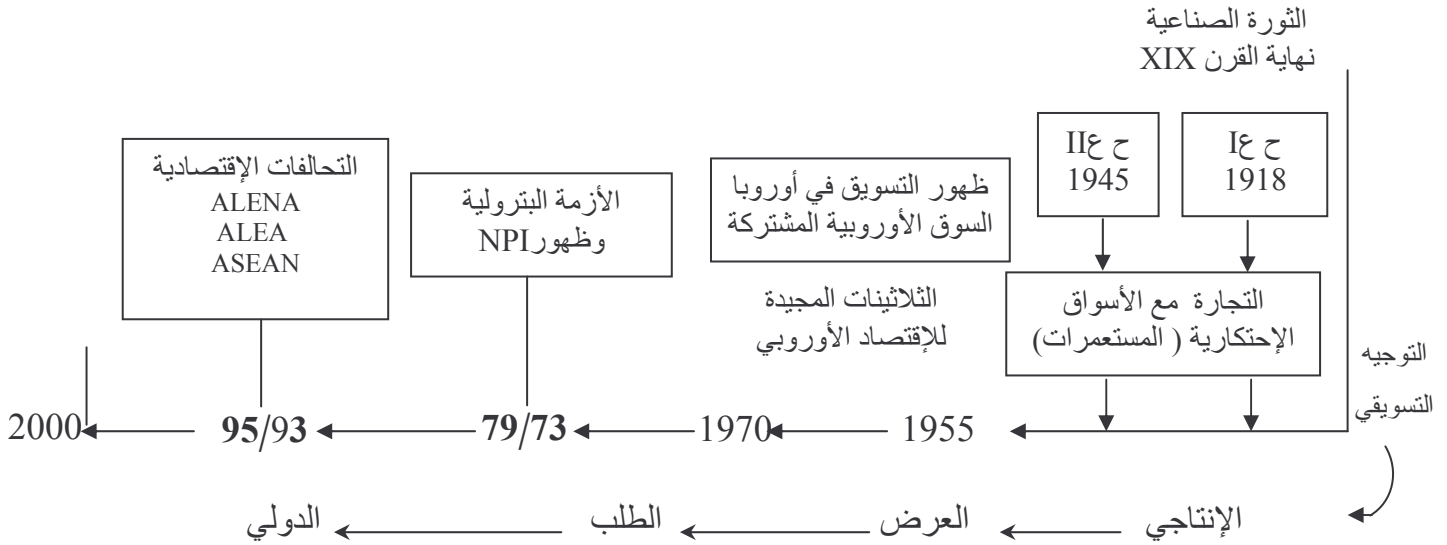 الثورة الصناعية
نهاية القرن XIX
ح عI
1918
ح عII
1945
التجارة مع الأسواق
الإحتكارية ( المستعمرات)
ظهور التسويق في أوروبا
السوق الأوروبية المشتركة
الثلاثينات المجيدة
للإقتصاد الأوروبي
الأزمة البترولية
وظهورNPI
التحالفات الإقتصادية
ALENA
ALEA
ASEAN
التوجيه
التسويقي
1955
1970
79/73
95/93
2000
الإنتاجي
العرض
الطلب
الدولي